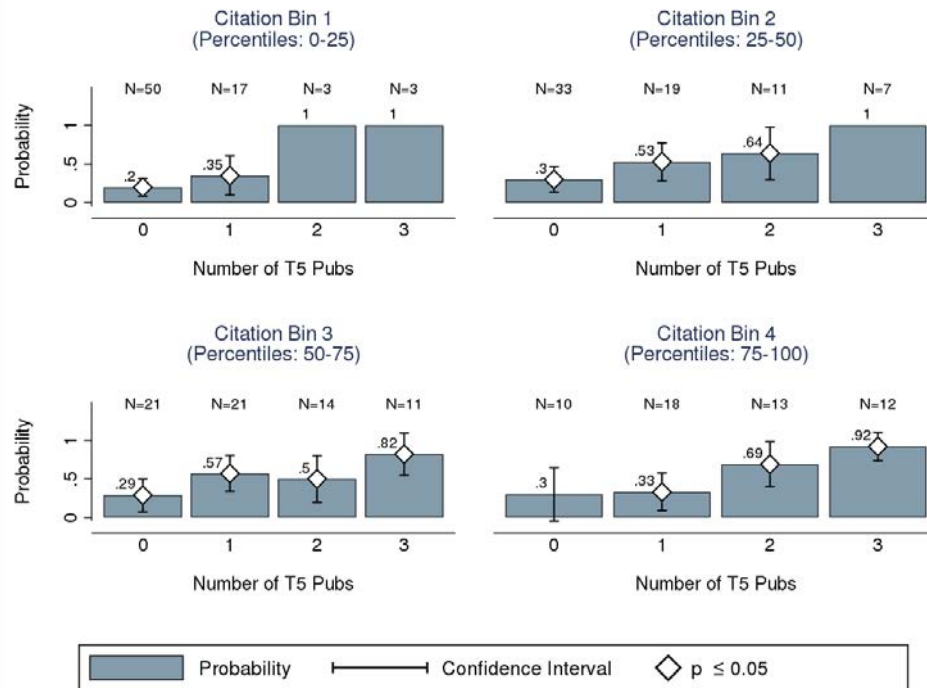 Citation Bin 1
(Percentiles: 0-25)
N=50 N=17 N=3 N=3
1 1
.35
.2
Probability
0 .5 1
0 1 2 3
Number of T5 Pubs
Citation Bin 2
(Percentiles: 25-50)
N=33 N=19 N=11 N=7
1
.64
.53
.3
0 1 2 3
Number of T5 Pubs
Citation Bin 3
(Percentiles: 50-75)
N=21 N=21 N=14 N=11
.82
.57
.5
.29
Probability
0 .5 1
0 1 2 3
Number of T5 Pubs
Citation Bin 4
(Percentiles: 75-100)
N=10 N=18 N=13 N=12
.92
.69
.3 .33
0 1 2 3
Number of T5 Pubs
Probability Confidence Interval p ≤ 0.05